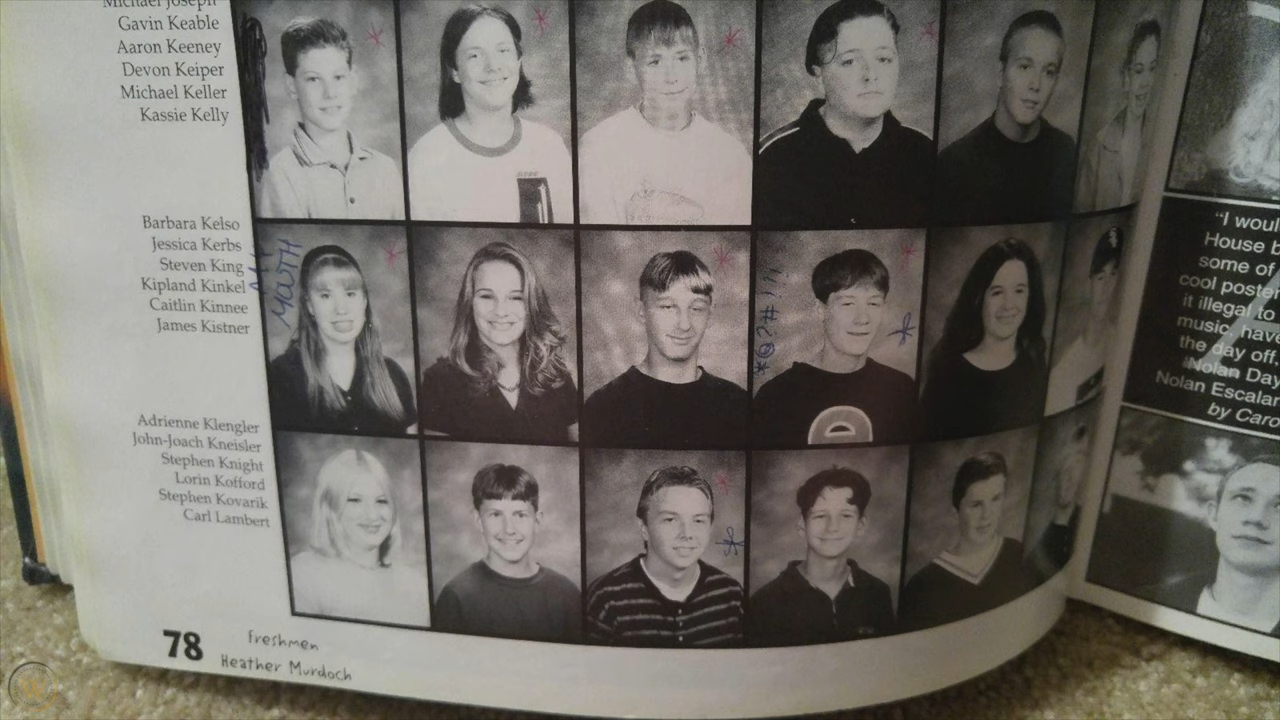 Michael Joseph
Gavin Keable
Aaron Keeney
Devon Keiper
Michael Keller
Kassie Kelly
Barbara Kelso
Jessica Kerbs
Steven King
Kipland Kinkel
Caitlin Kinnee
James Kistner
MATH
*@?#!!!
Adrienne Klengler
John-Joach Kneisler
Stephen Knight
Lorin Kofford
Stephen Kovarik
Carl Lambert
78
Freshmen
Heather Murdoch
"I woul
House b
some of
cool poster
it illegal to
music, have
the day off.
Nolan Day
Nolan Escalan
by Caro